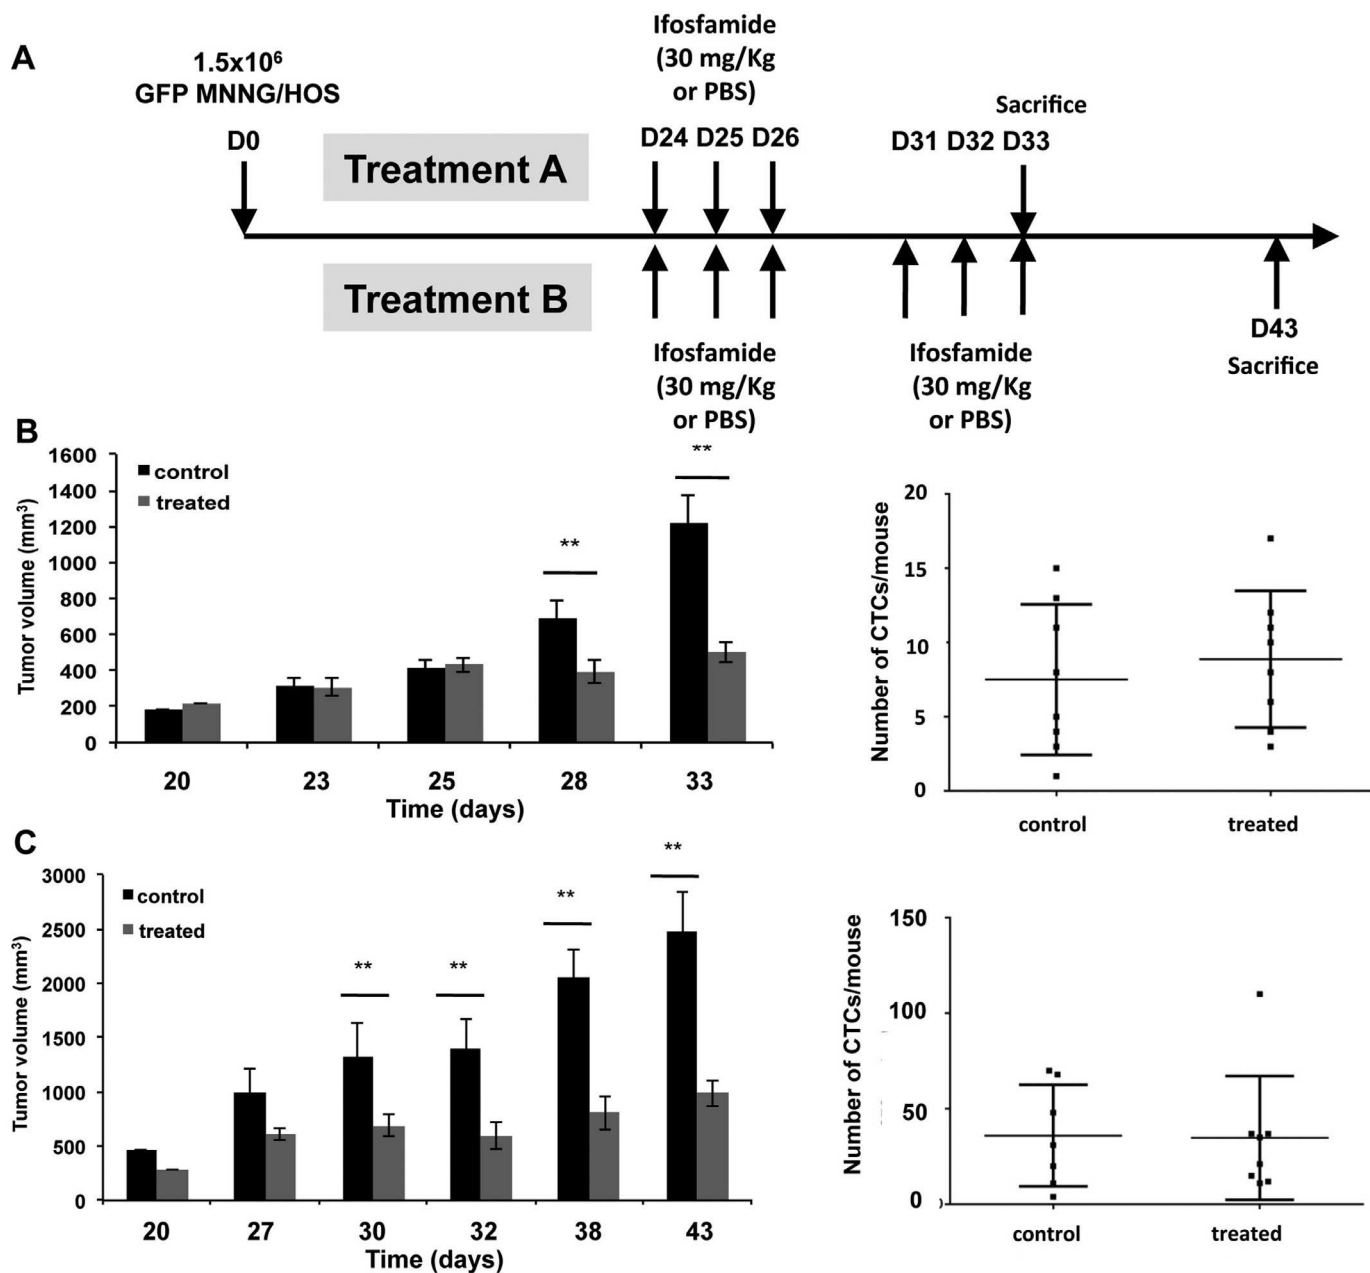 A
1.5x10⁶
GFP MNNG/HOS
D0
Treatment A
Ifosfamide
(30 mg/Kg
or PBS)
D24 D25 D26
Sacrifice
D31 D32 D33
Treatment B
Ifosfamide
(30 mg/Kg
or PBS)
Ifosfamide
(30 mg/Kg
or PBS)
D43
Sacrifice
B
Tumor volume (mm³)
1600
1400
1200
1000
800
600
400
200
0
control
treated
**
**
20 23 25 28 33
Time (days)
Number of CTCs/mouse
20
15
10
5
0
control treated
C
Tumor volume (mm³)
3000
2500
2000
1500
1000
500
0
control
treated
**
**
**
**
20 27 30 32 38 43
Time (days)
Number of CTCs/mouse
150
100
50
0
control treated